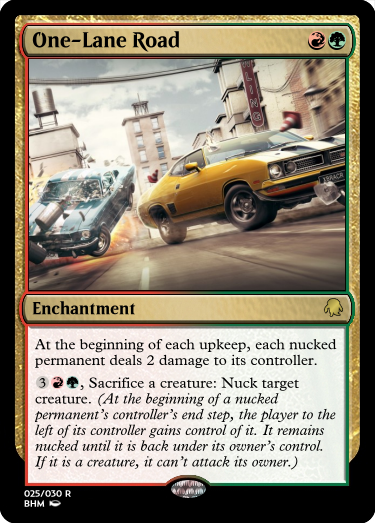 One-Lane Road
LING
At the beginning of each upkeep, each nucked
permanent deals 2 damage to its controller.
3, Sacrifice a creature: Nuck target
creature. (At the beginning of a nucked
permanent's controller's end step, the player to the
left of its controller gains control of it. It remains
nucked until it is back under its owner's control.
If it is a creature, it can't attack its owner.)
Enchantment
025/030 R
BHM